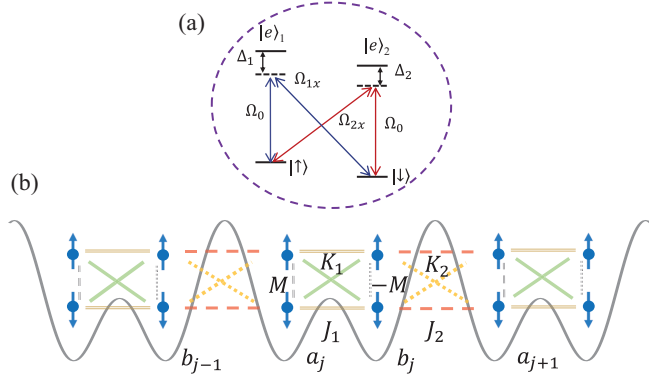 (a)
|e⟩₁
|e⟩₂
Δ₁
Δ₂
Ω₁ₓ
Ω₀
Ω₂ₓ
Ω₀
|↑⟩
|↓⟩
(b)
K₁
K₂
M
−M
J₁
J₂
bⱼ₋₁
aⱼ
bⱼ
aⱼ₊₁